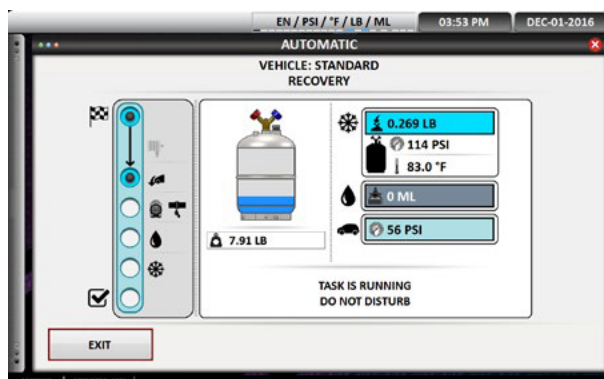 EN / PSI / °F / LB / ML
03:53 PM
DEC-01-2016
AUTOMATIC
VEHICLE: STANDARD
RECOVERY
0.269 LB
114 PSI
83.0 °F
0 ML
7.91 LB
56 PSI
TASK IS RUNNING
DO NOT DISTURB
EXIT